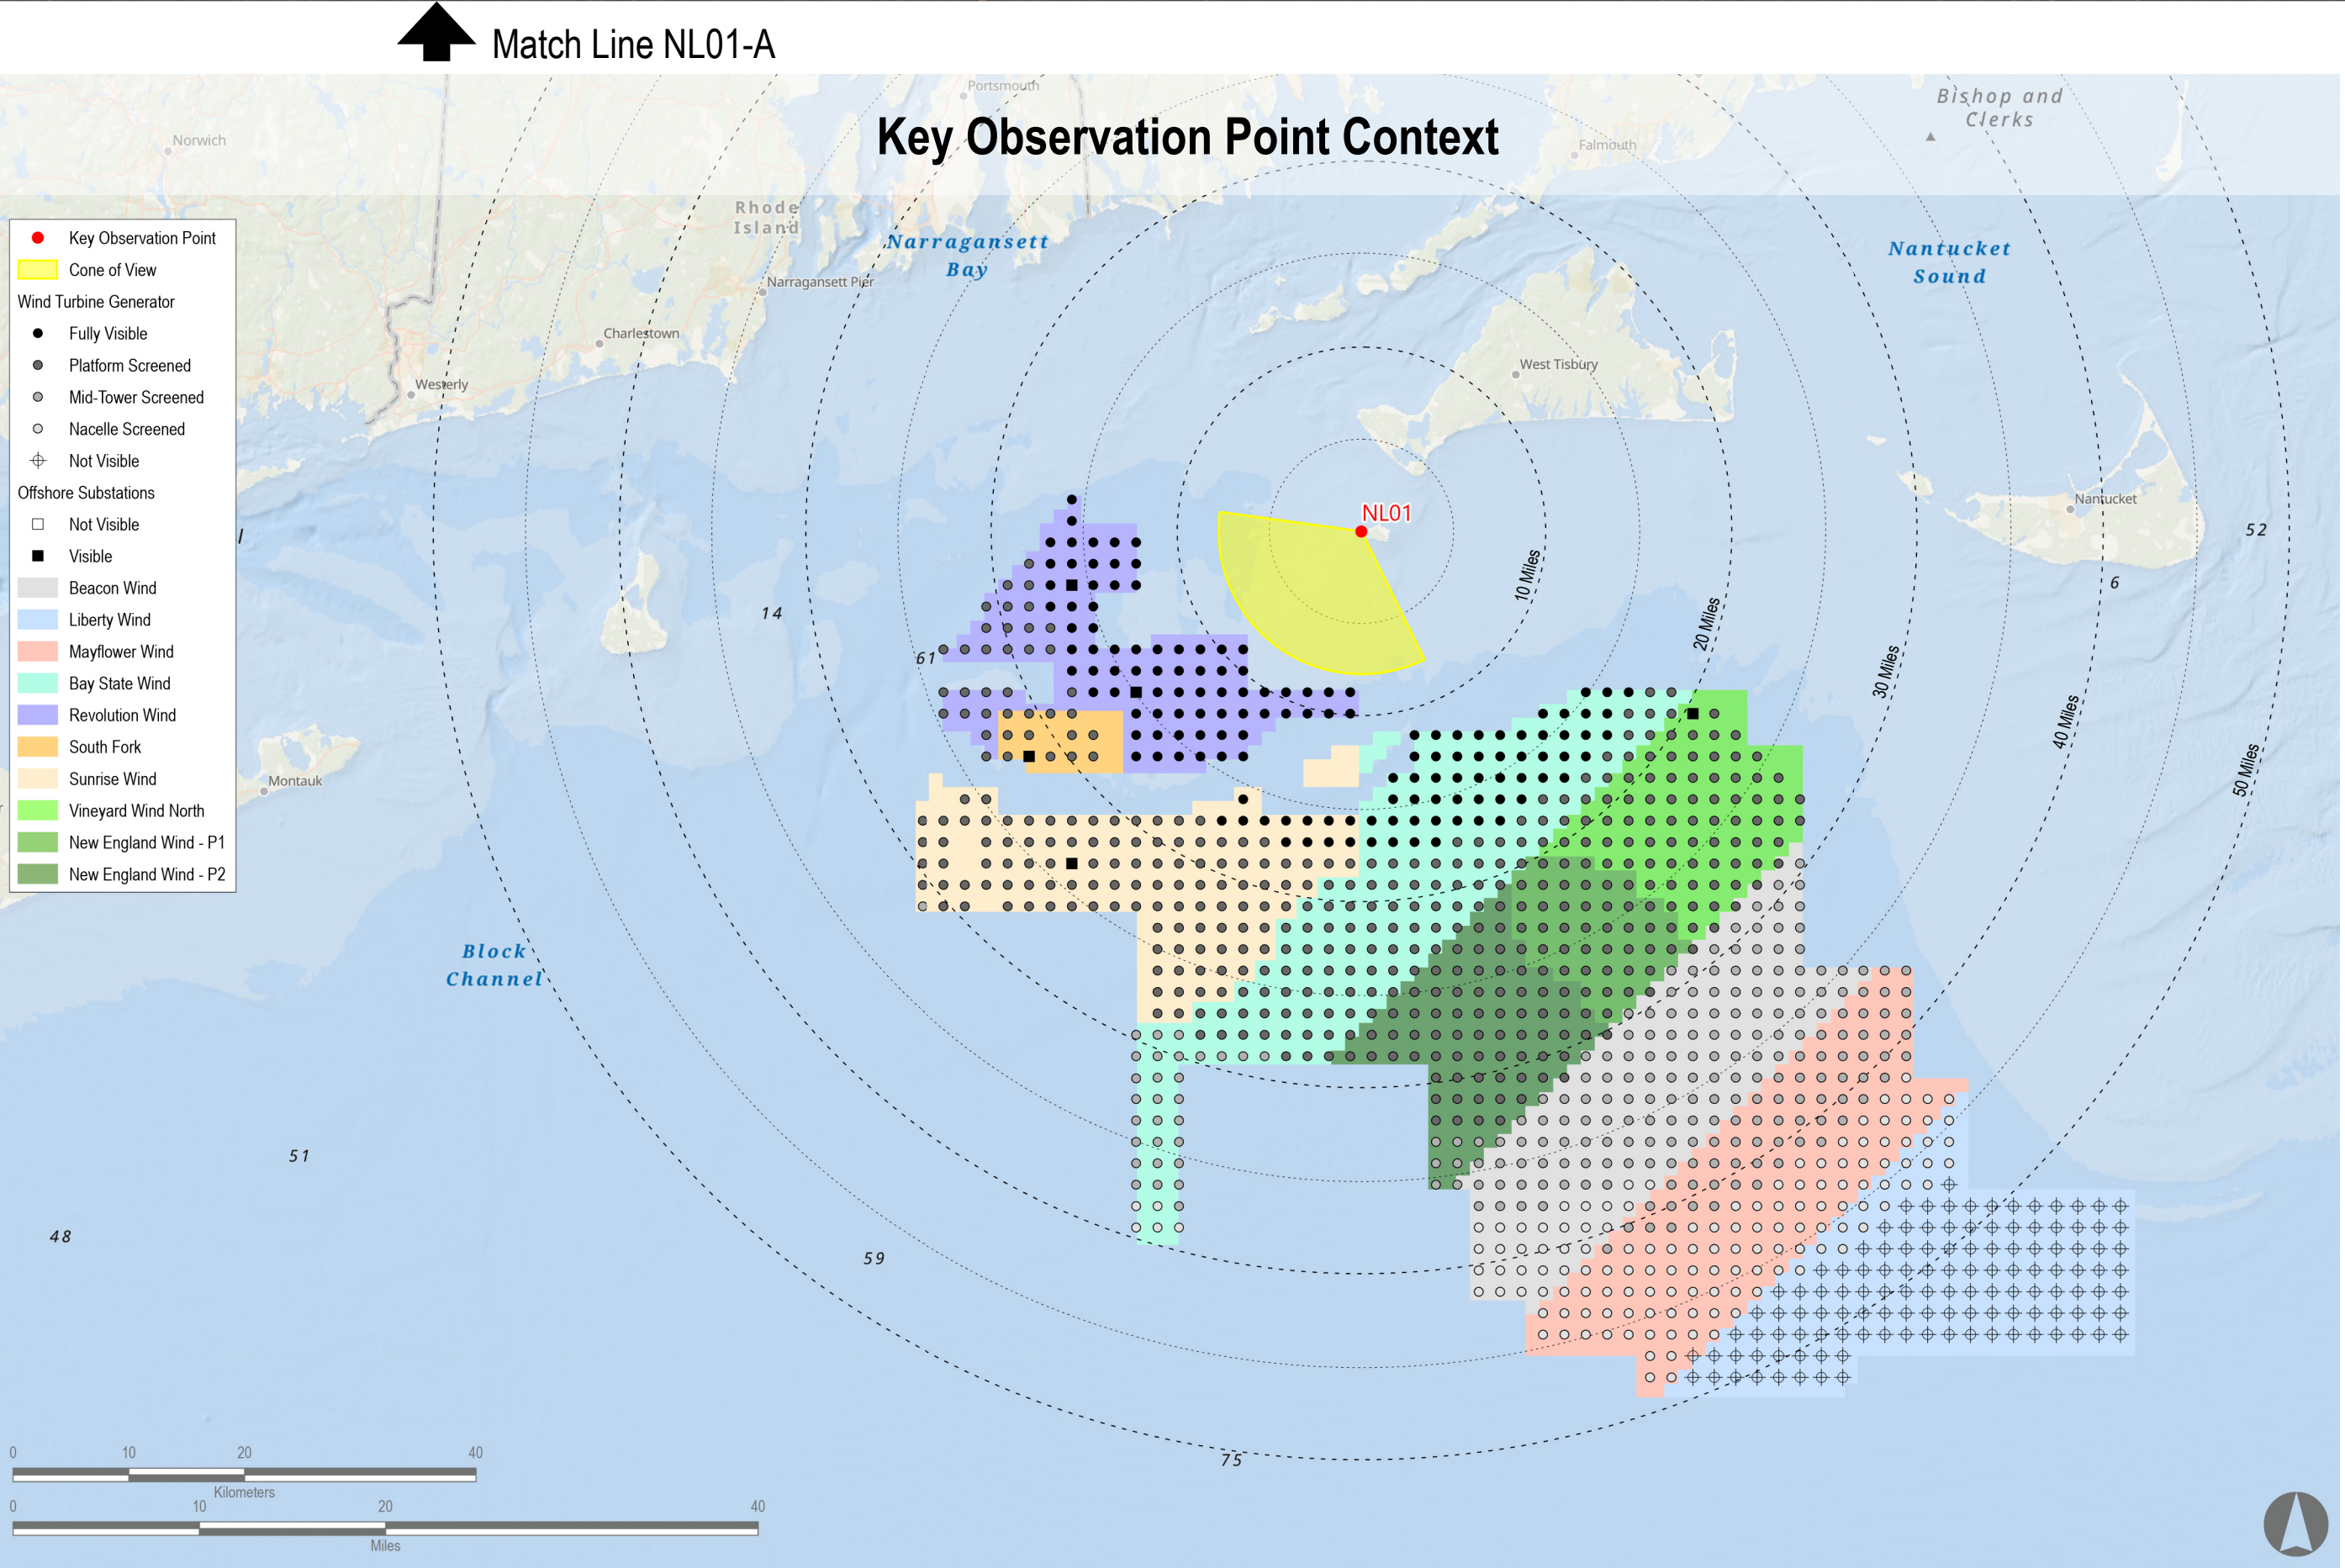 Match Line NL01-A
Key Observation Point Context
Portsmouth
Norwich
Falmouth
Bishop and
Clerks
Rhode
Island
Narragansett
Bay
Nantucket
Sound
Narragansett Pier
Charlestown
Westerly
West Tisbury
Nantucket
Montauk
Block
Channel
NL01
10 Miles
20 Miles
30 Miles
40 Miles
50 Miles
52
6
14
61
51
48
59
75
Key Observation Point
Cone of View
Wind Turbine Generator
Fully Visible
Platform Screened
Mid-Tower Screened
Nacelle Screened
Not Visible
Offshore Substations
Not Visible
Visible
Beacon Wind
Liberty Wind
Mayflower Wind
Bay State Wind
Revolution Wind
South Fork
Sunrise Wind
Vineyard Wind North
New England Wind - P1
New England Wind - P2
0 10 20 40
Kilometers
0 10 20 40
Miles